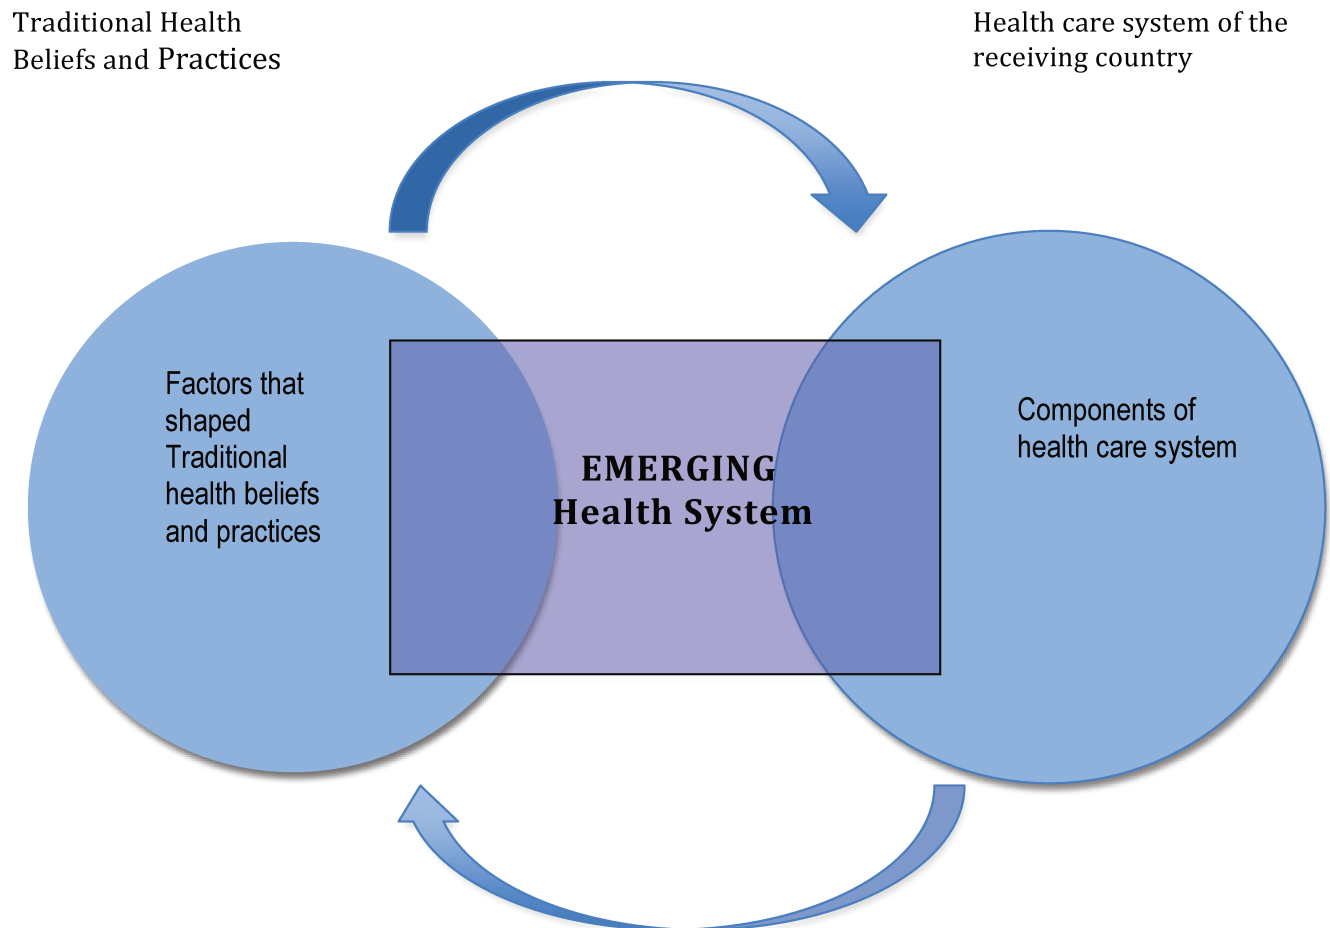 Traditional Health
Beliefs and Practices
Health care system of the
receiving country
Factors that
shaped
Traditional
health beliefs
and practices
EMERGING
Health System
Components of
health care system